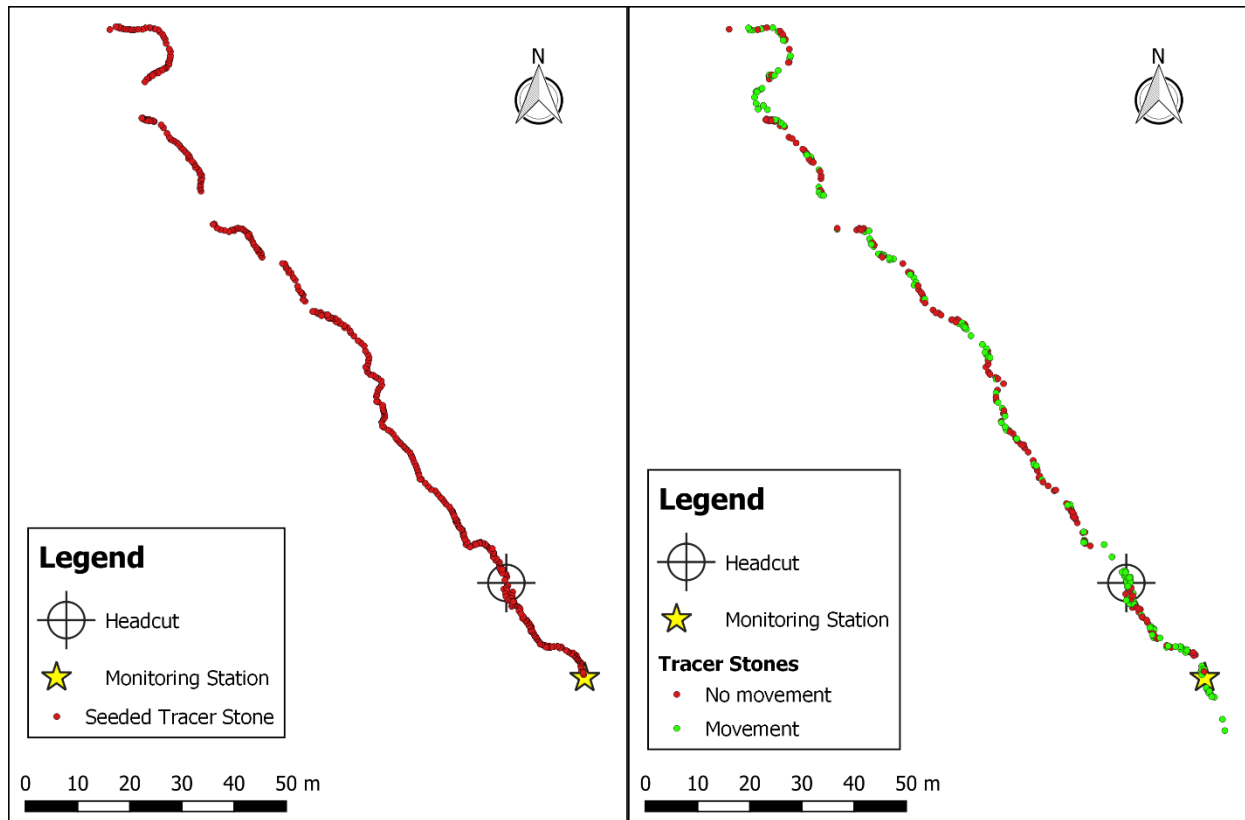 N
Legend
Headcut
Monitoring Station
Seeded Tracer Stone
0 10 20 30 40 50 m
N
Legend
Headcut
Monitoring Station
Tracer Stones
No movement
Movement
0 10 20 30 40 50 m